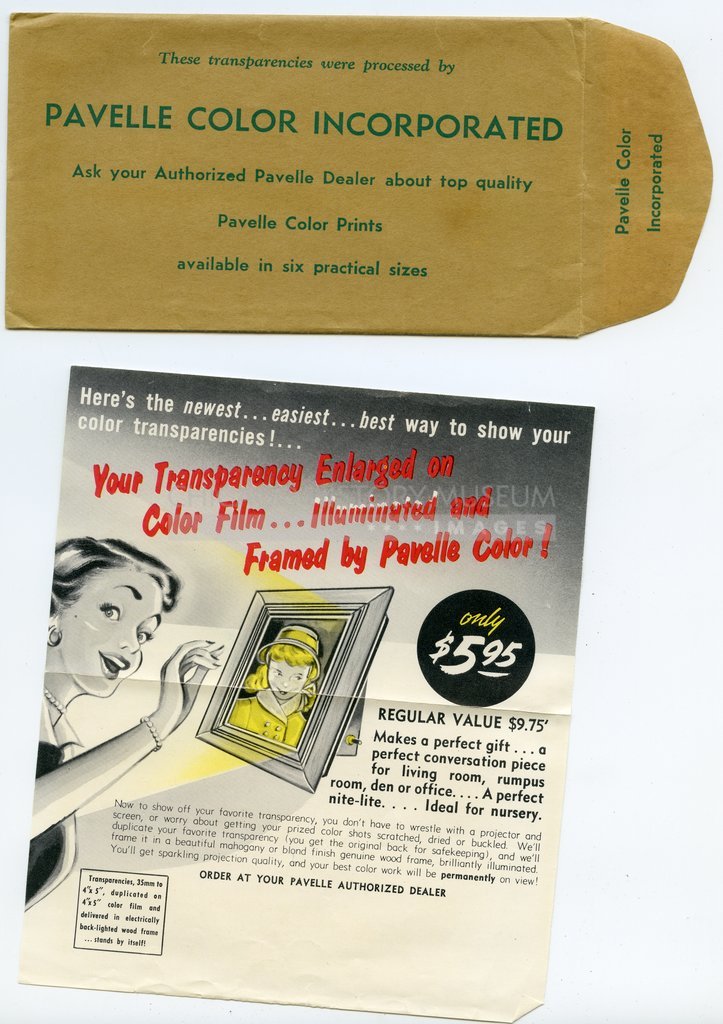 These transparencies were processed by
PAVELLE COLOR INCORPORATED
Ask your Authorized Pavelle Dealer about top quality
Pavelle Color Prints
available in six practical sizes
Pavelle Color
Incorporated
Here's the newest...easiest...best way to show your
color transparencies!...
Your Transparency Enlarged on
Color Film...Illuminated and
Framed by Pavelle Color!
MUSEUM
IMAGES
only
$5.95
REGULAR VALUE $9.75'
Makes a perfect gift...a
perfect conversation piece
for living room, rumpus
room, den or office.... A perfect
nite-lite.... Ideal for nursery.
Now to show off your favorite transparency, you don't have to wrestle with a projector and
screen, or worry about getting your prized color shots scratched, dried or buckled. We'll
duplicate your favorite transparency (you get the original back for safekeeping), and we'll
frame it in a beautiful mahogany or blond finish genuine wood frame, brilliantly illuminated.
You'll get sparkling projection quality, and your best color work will be permanently on view!
ORDER AT YOUR PAVELLE AUTHORIZED DEALER
Transparencies, 35mm to
4"x5", duplicated on
4"x5" color film and
delivered in electrically
back-lighted wood frame
...stands by itself!